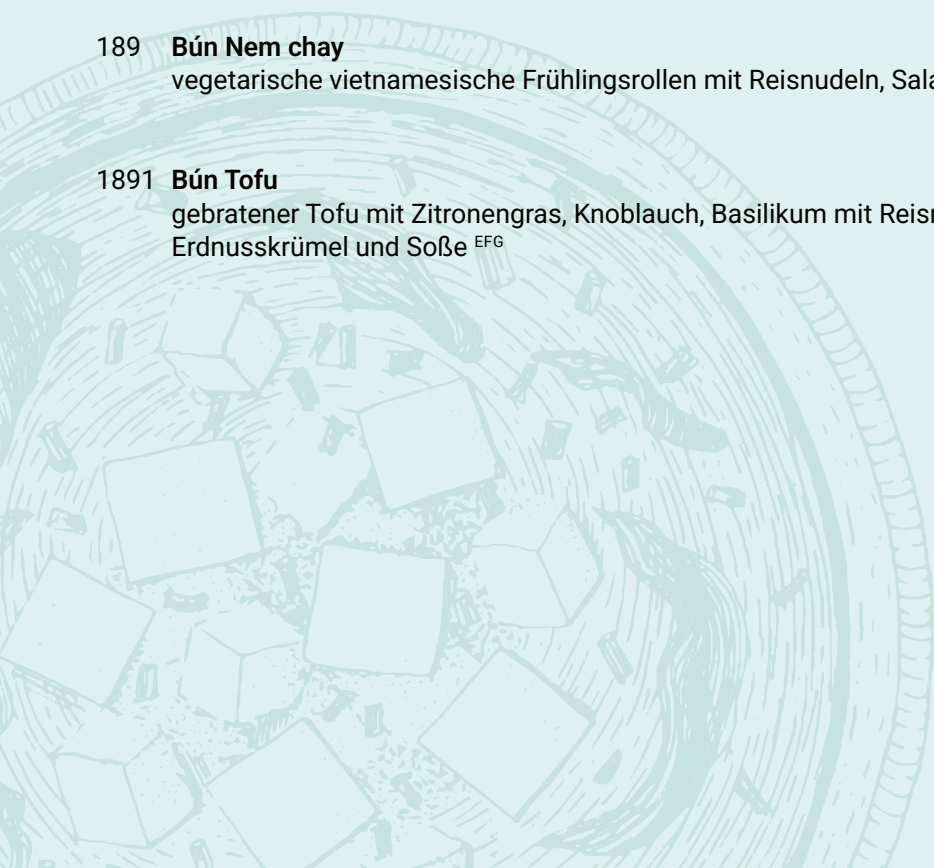 189 Bún Nem chay
vegetarische vietnamesische Frühlingsrollen mit Reisnudeln,
1891 Bún Tofu
gebratener Tofu mit Zitronengras, Knoblauch, Basilikum mit
Erdnusskrümel und Soße EFG